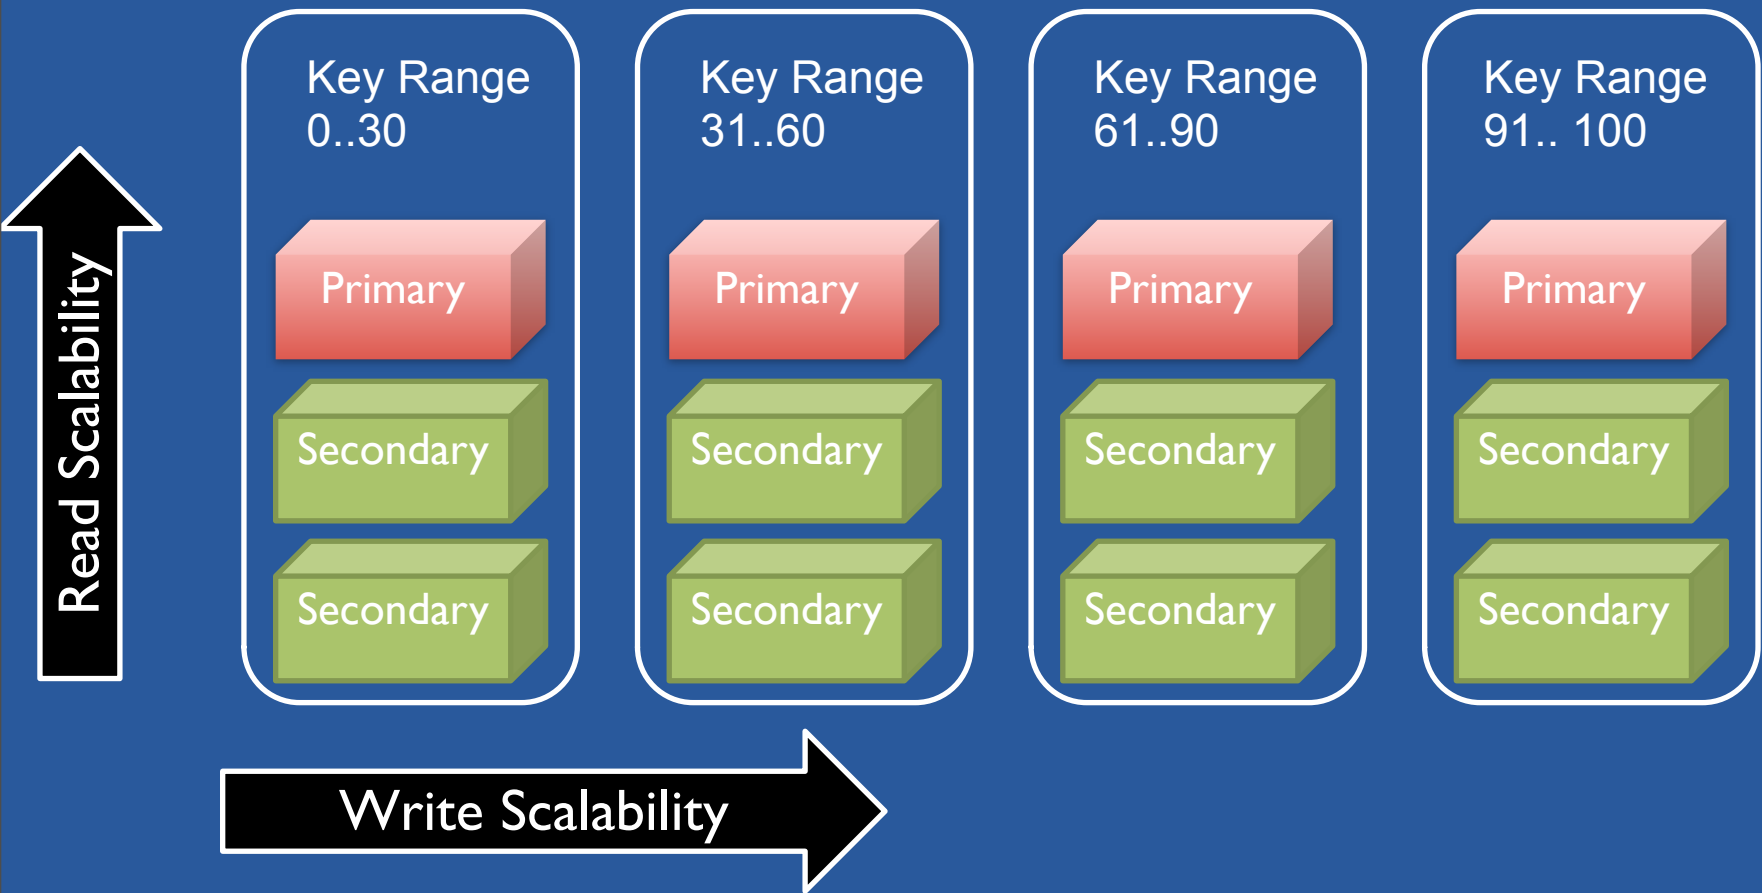 Key Range
0..30
Key Range
31..60
Key Range
61..90
Key Range
91.. 100
Read Scalability
Primary
Primary
Primary
Primary
Secondary
Secondary
Secondary
Secondary
Secondary
Secondary
Secondary
Secondary
Write Scalability